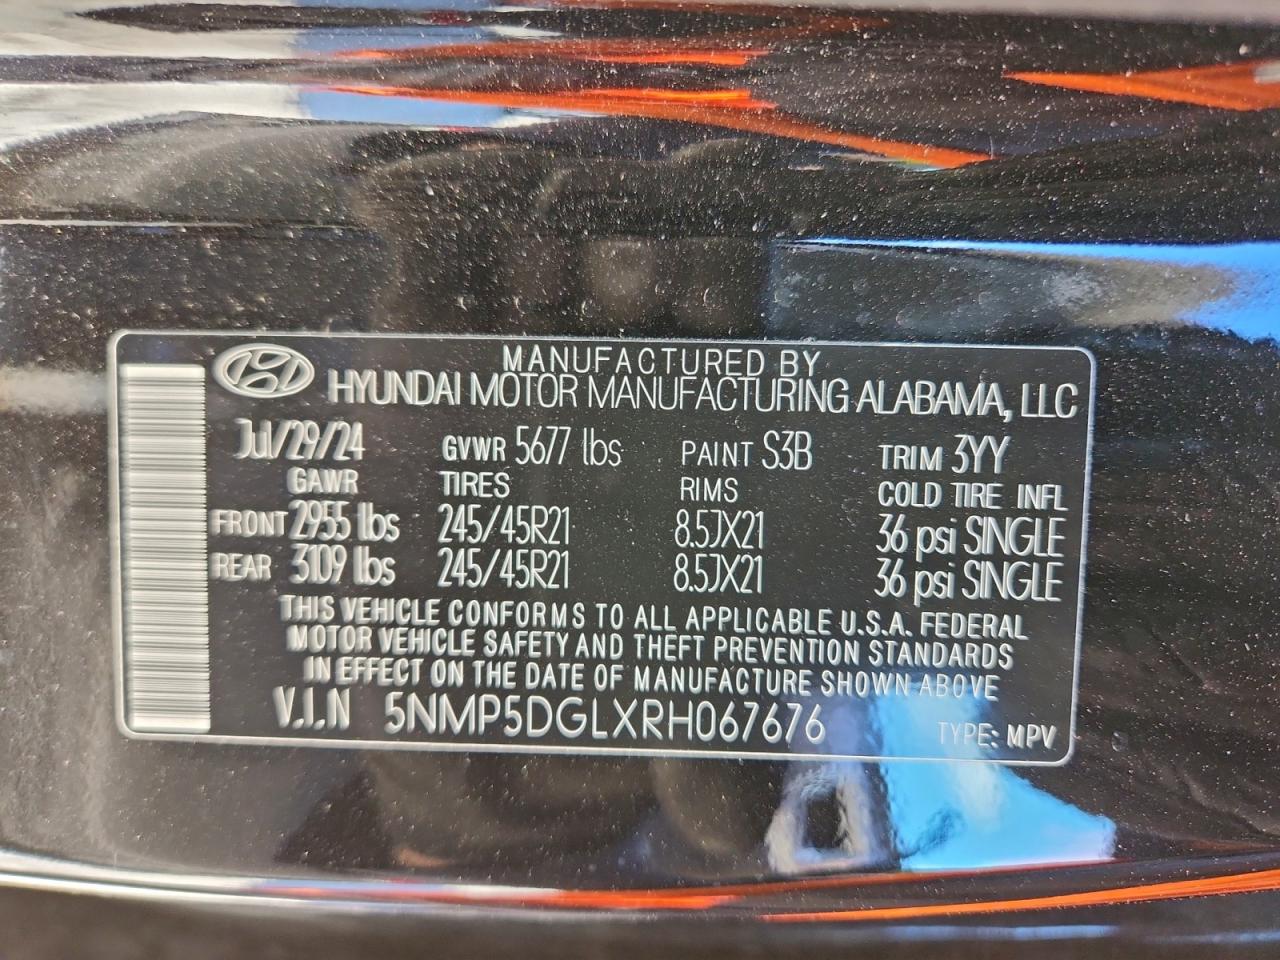 MANUFACTURED BY
HYUNDAI MOTOR MANUFACTURING ALABAMA, LLC
Jul/29/24 GVWR 5677 lbs PAINT S3B TRIM 3YY
GAWR TIRES RIMS COLD TIRE INFL
FRONT 2955 lbs 245/45R21 8.5JX21 36 psi SINGLE
REAR 3109 lbs 245/45R21 8.5JX21 36 psi SINGLE
THIS VEHICLE CONFORMS TO ALL APPLICABLE U.S.A. FEDERAL
MOTOR VEHICLE SAFETY AND THEFT PREVENTION STANDARDS
IN EFFECT ON THE DATE OF MANUFACTURE SHOWN ABOVE
V.I.N 5NMP5DGLXRH067676 TYPE: MPV